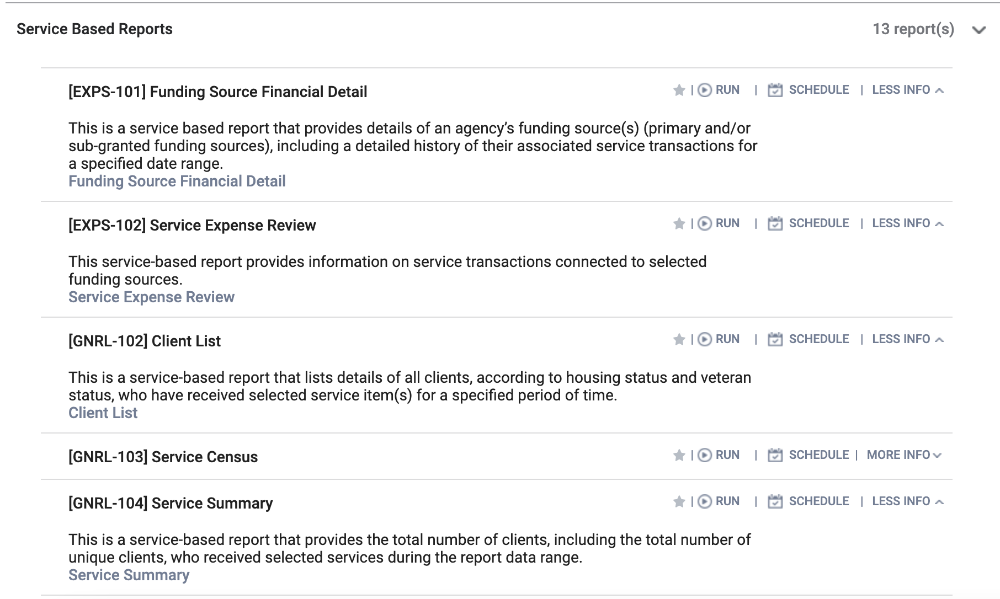 Service Based Reports 13 report(s)
[EXPS-101] Funding Source Financial Detail | RUN | SCHEDULE | LESS INFO
This is a service based report that provides details of an agency’s funding source(s) (primary and/or
sub-granted funding sources), including a detailed history of their associated service transactions for
a specified date range.
Funding Source Financial Detail
[EXPS-102] Service Expense Review | RUN | SCHEDULE | LESS INFO
This service-based report provides information on service transactions connected to selected
funding sources.
Service Expense Review
[GNRL-102] Client List | RUN | SCHEDULE | LESS INFO
This is a service-based report that lists details of all clients, according to housing status and veteran
status, who have received selected service item(s) for a specified period of time.
Client List
[GNRL-103] Service Census | RUN | SCHEDULE | MORE INFO
[GNRL-104] Service Summary | RUN | SCHEDULE | LESS INFO
This is a service-based report that provides the total number of clients, including the total number of
unique clients, who received selected services during the report data range.
Service Summary